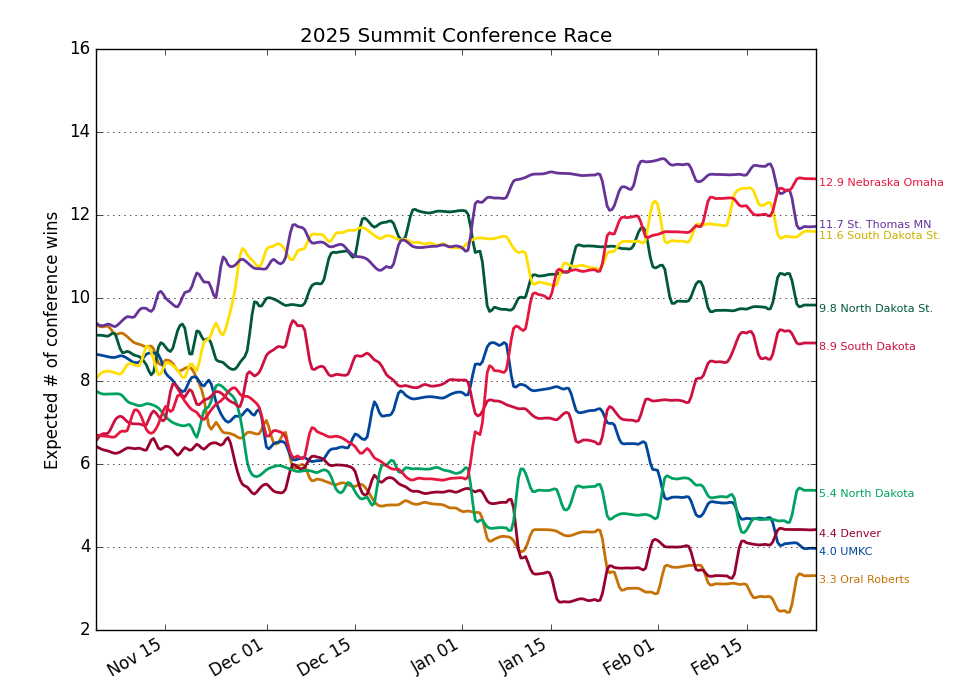 2025 Summit Conference Race
Expected # of conference wins
16
14
12
10
8
6
4
2
Nov 15
Dec 01
Dec 15
Jan 01
Jan 15
Feb 01
Feb 15
12.9 Nebraska Omaha
11.7 St. Thomas MN
11.6 South Dakota St.
9.8 North Dakota St.
8.9 South Dakota
5.4 North Dakota
4.4 Denver
4.0 UMKC
3.3 Oral Roberts